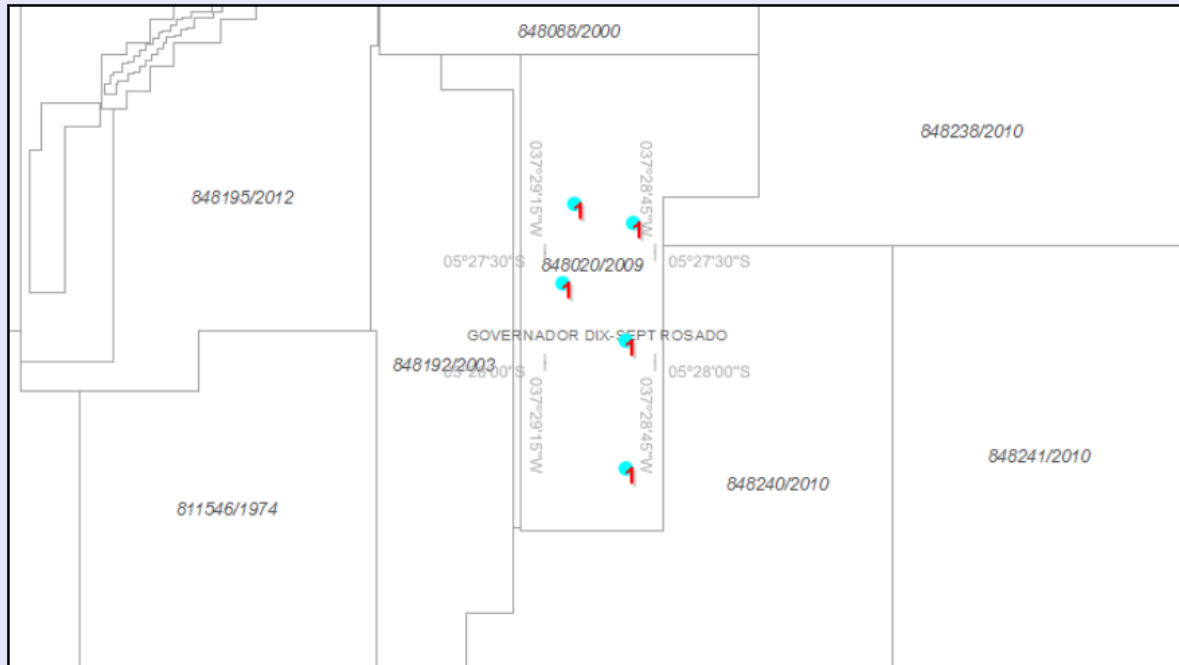 848088/2000
848238/2010
848195/2012
037°29'15"W
037°28'45"W
1
1
05°27'30"S
848020/2009
05°27'30"S
1
GOVERNADOR DIX-SEPT ROSADO
1
848192/2003
05°28'00"S
05°28'00"S
037°29'15"W
037°28'45"W
848241/2010
1
848240/2010
811546/1974